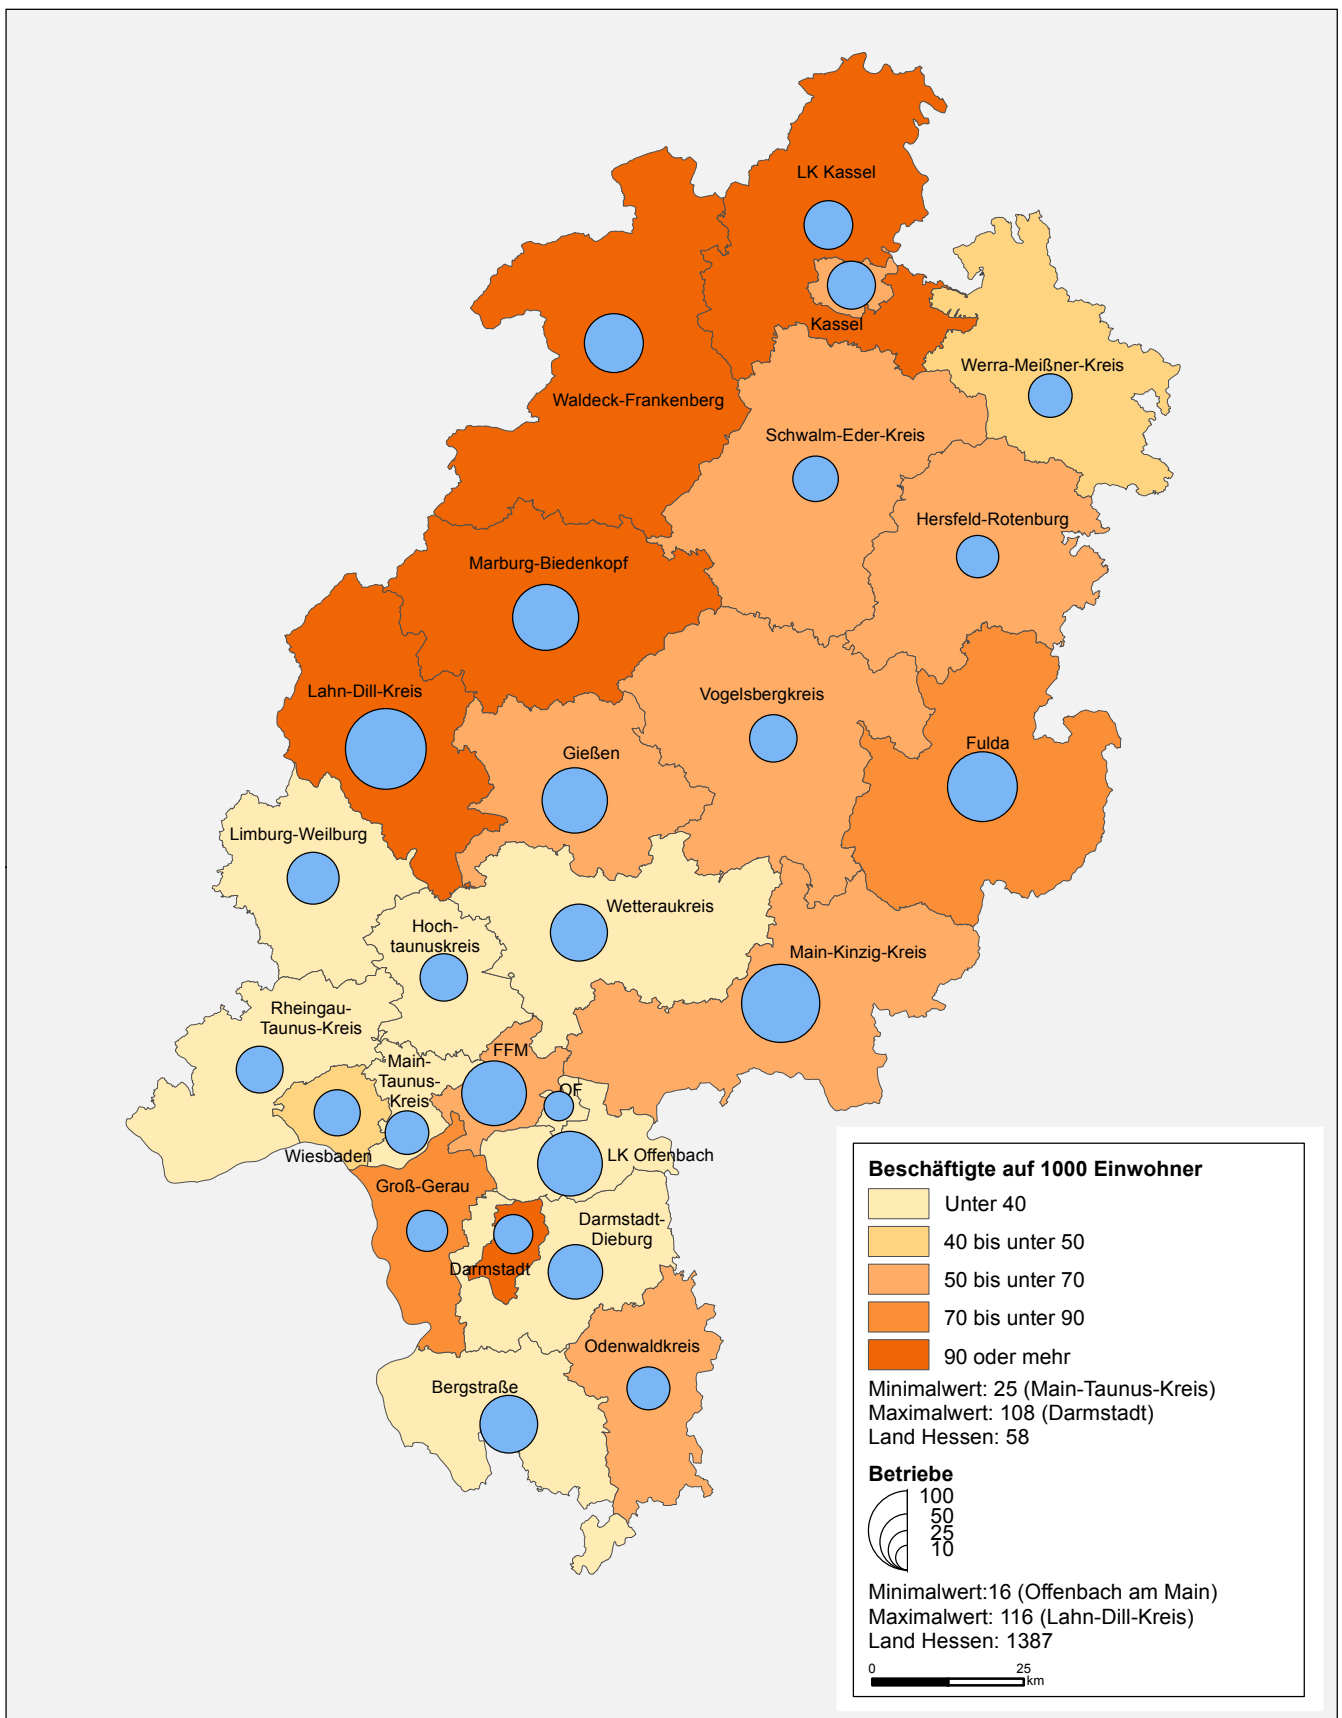 LK Kassel
Kassel
Werra-Meißner-Kreis
Waldeck-Frankenberg
Schwalm-Eder-Kreis
Hersfeld-Rotenburg
Marburg-Biedenkopf
Lahn-Dill-Kreis
Vogelsbergkreis
Gießen
Fulda
Limburg-Weilburg
Wetteraukreis
Hoch-
taunuskreis
Main-Kinzig-Kreis
Rheingau-
Taunus-Kreis
FFM
Main-
Taunus-
Kreis
OF
Wiesbaden
LK Offenbach
Groß-Gerau
Darmstadt-
Dieburg
Darmstadt
Odenwaldkreis
Bergstraße
Beschäftigte auf 1000 Einwohner
Unter 40
40 bis unter 50
50 bis unter 70
70 bis unter 90
90 oder mehr
Minimalwert: 25 (Main-Taunus-Kreis)
Maximalwert: 108 (Darmstadt)
Land Hessen: 58
Betriebe
100
50
25
10
Minimalwert:16 (Offenbach am Main)
Maximalwert: 116 (Lahn-Dill-Kreis)
Land Hessen: 1387
0 25
km